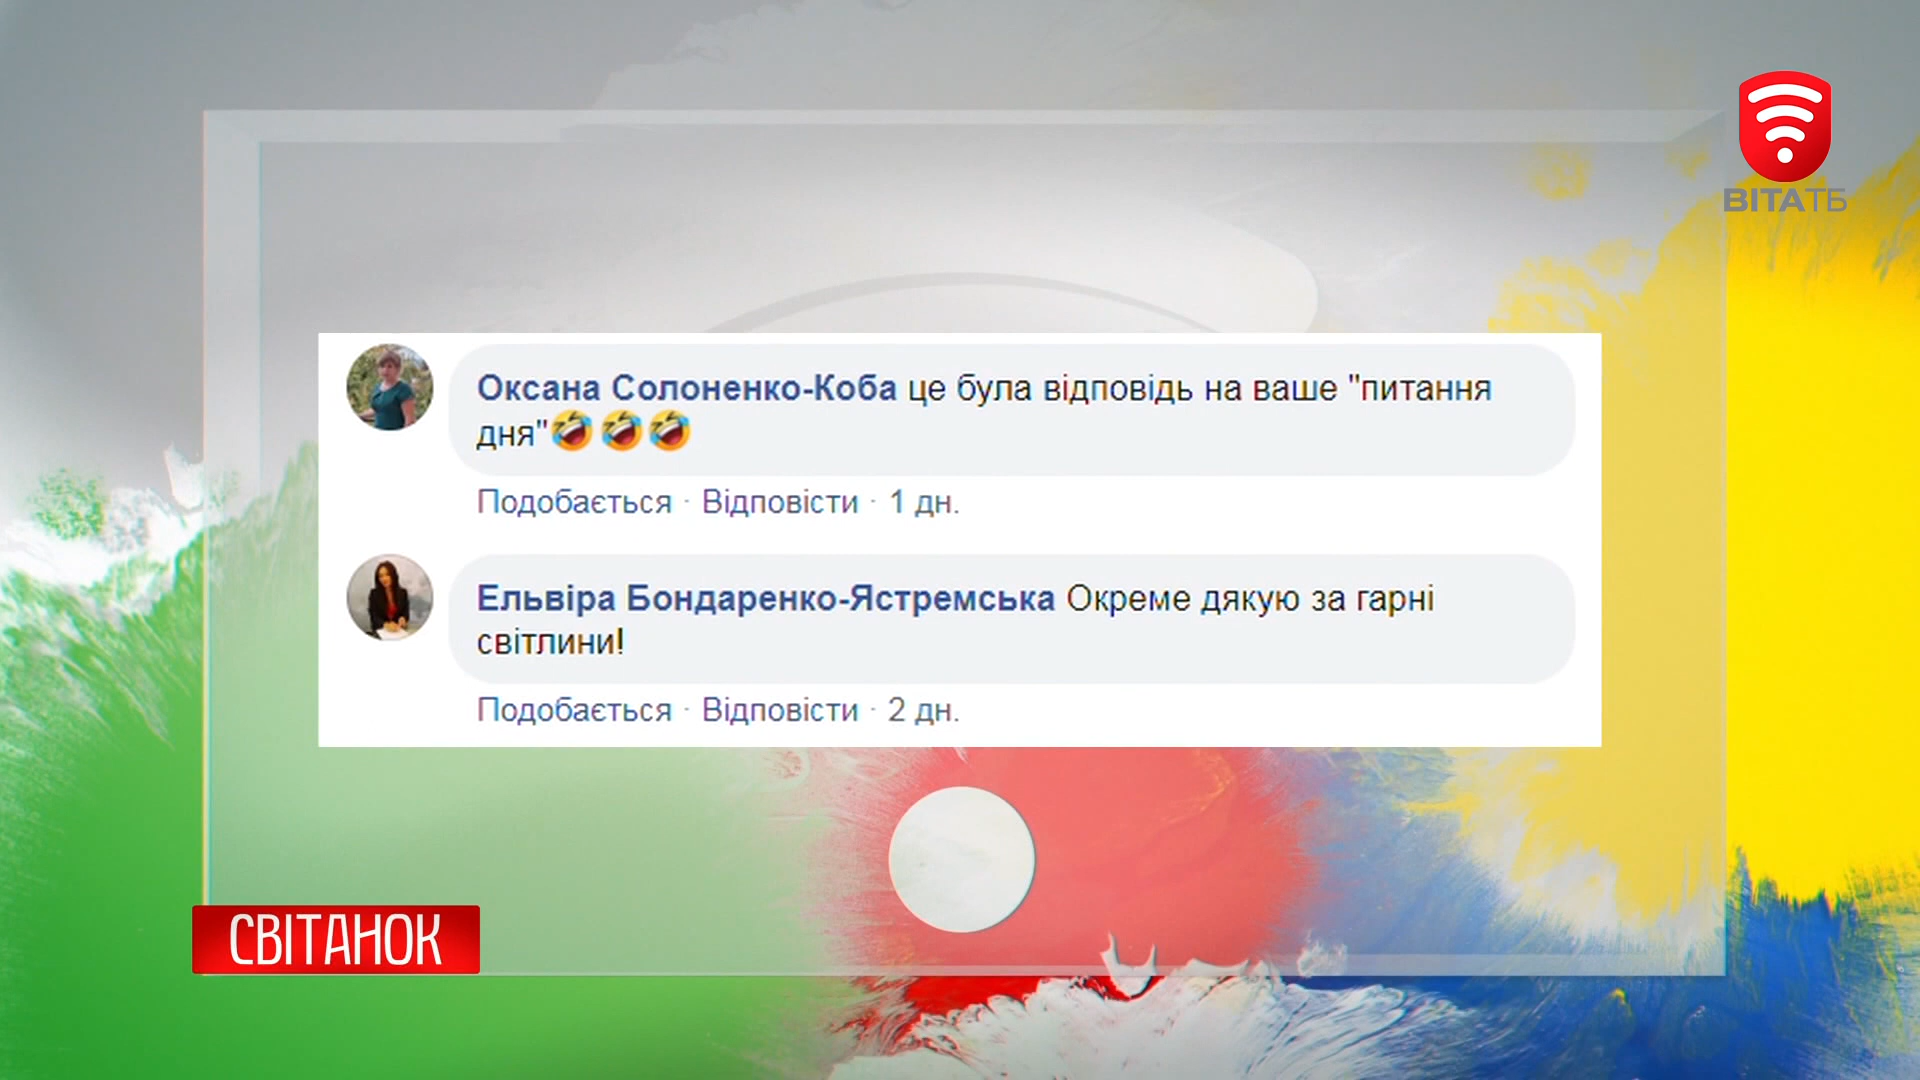 ВІТАТБ
Оксана Солоненко-Коба це була відповідь на ваше "питання
дня"🤣🤣🤣
Подобається · Відповісти · 1 дн.
Ельвіра Бондаренко-Ястремська Окреме дякую за гарні
світлини!
Подобається · Відповісти · 2 дн.
СВІТАНОК